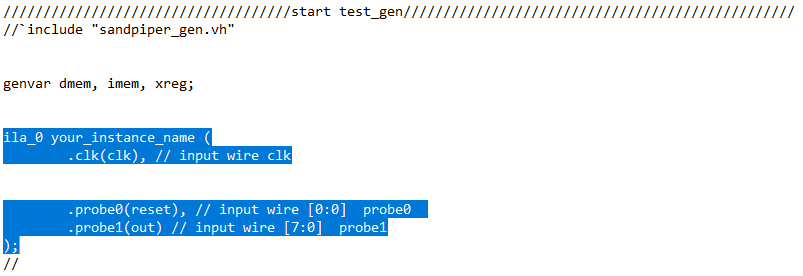 ////////////////////////////////////start test_gen/////////////////////////////////////////////////
//`include "sandpiper_gen.vh"
genvar dmem, imem, xreg;
ila_0 your_instance_name (
.clk(clk), // input wire clk
.probe0(reset), // input wire [0:0]  probe0
.probe1(out) // input wire [7:0]  probe1
);
//